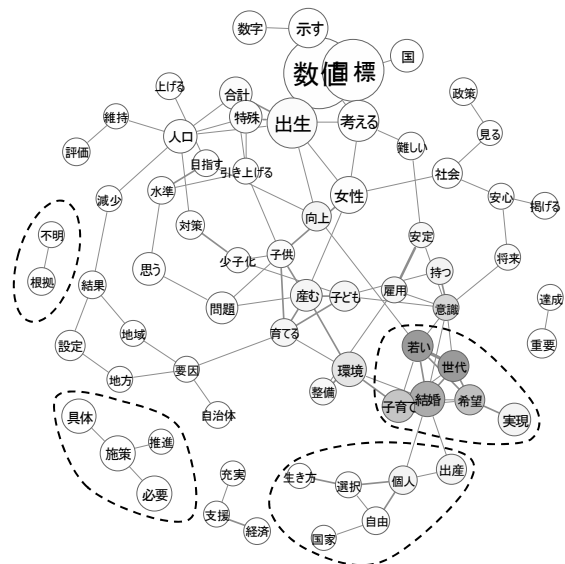 数字
示す
数値
目標
国
上げる
合計
政策
維持
特殊
出生
考える
人口
見る
評価
難しい
目指す
引き上げる
社会
水準
減少
女性
安心
掲げる
向上
対策
不明
安定
子供
少子化
思う
将来
持つ
根拠
結果
産む
子ども
雇用
問題
意識
達成
地域
育てる
設定
重要
若い
世代
環境
要因
地方
整備
子育て
結婚
希望
具体
自治体
実現
推進
施策
充実
出産
生き方
選択
個人
必要
支援
自由
経済
国家